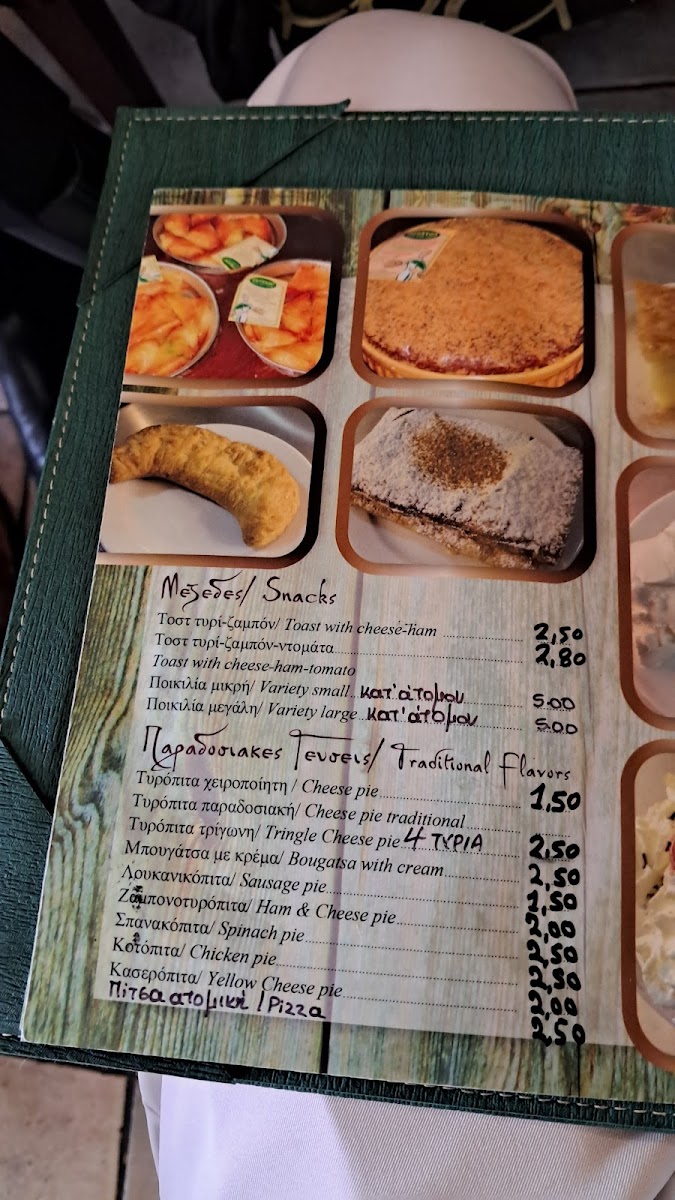 Μεζεδες/ Snacks
Τοστ τυρί-ζαμπόν/ Toast with cheese-ham 2,50
Τοστ τυρί-ζαμπόν-ντομάτα 2,80
Toast with cheese-ham-tomato
Ποικιλία μικρή/ Variety small κατ'άτομου 5.00
Ποικιλία μεγάλη/ Variety large κατ'άτομου 5.00
Παραδοσιακες Γευσεις/ Traditional flavors
Τυρόπιτα χειροποίητη / Cheese pie 1,50
Τυρόπιτα παραδοσιακή/ Cheese pie traditional
Τυρόπιτα τρίγωνη/ Tringle Cheese pie 4 ΤΥΡΙΑ 2,50
Μπουγάτσα με κρέμα/ Bougatsa with cream 2,50
Λουκανικόπιτα/ Sausage pie 1,50
Ζαμπονοτυρόπιτα/ Ham & Cheese pie 2,00
Σπανακόπιτα/ Spinach pie 2,50
Κοτόπιτα/ Chicken pie 2,50
Κασερόπιτα/ Yellow Cheese pie 2,00
Πίτσα ατομική / Pizza 2,50